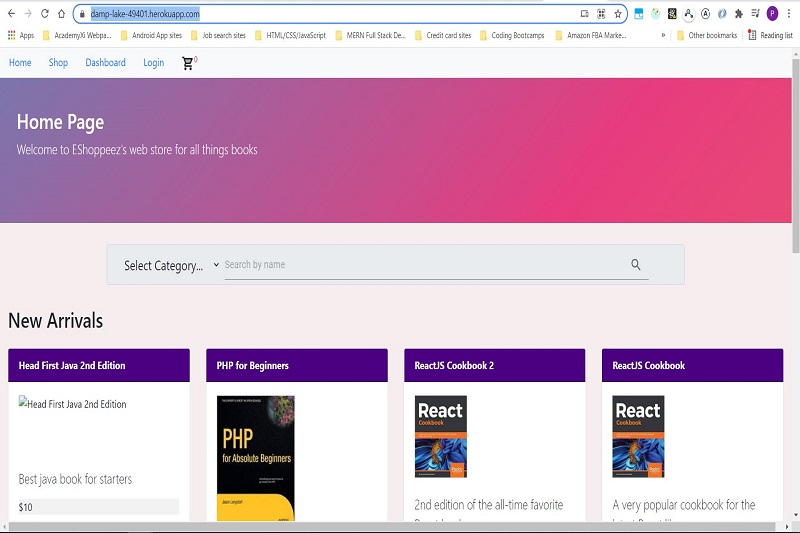 damp-lake-49401.herokuapp.com
Apps AcademyXi Webpa... Android App sites Job search sites HTML/CSS/JavaScript MERN Full Stack De... Credit card sites Coding Bootcamps Amazon FBA Marke... » Other bookmarks Reading list
Home Shop Dashboard Login 0
Home Page
Welcome to EShoppeez's web store for all things books
Select Category... Search by name
New Arrivals
Head First Java 2nd Edition PHP for Beginners ReactJS Cookbook 2 ReactJS Cookbook
Head First Java 2nd Edition
PHP
for Absolute Beginners
Jason Lengstorf
React
Cookbook
Packt
React
Cookbook
Packt
Best java book for starters
$10
2nd edition of the all-time favorite
A very popular cookbook for the